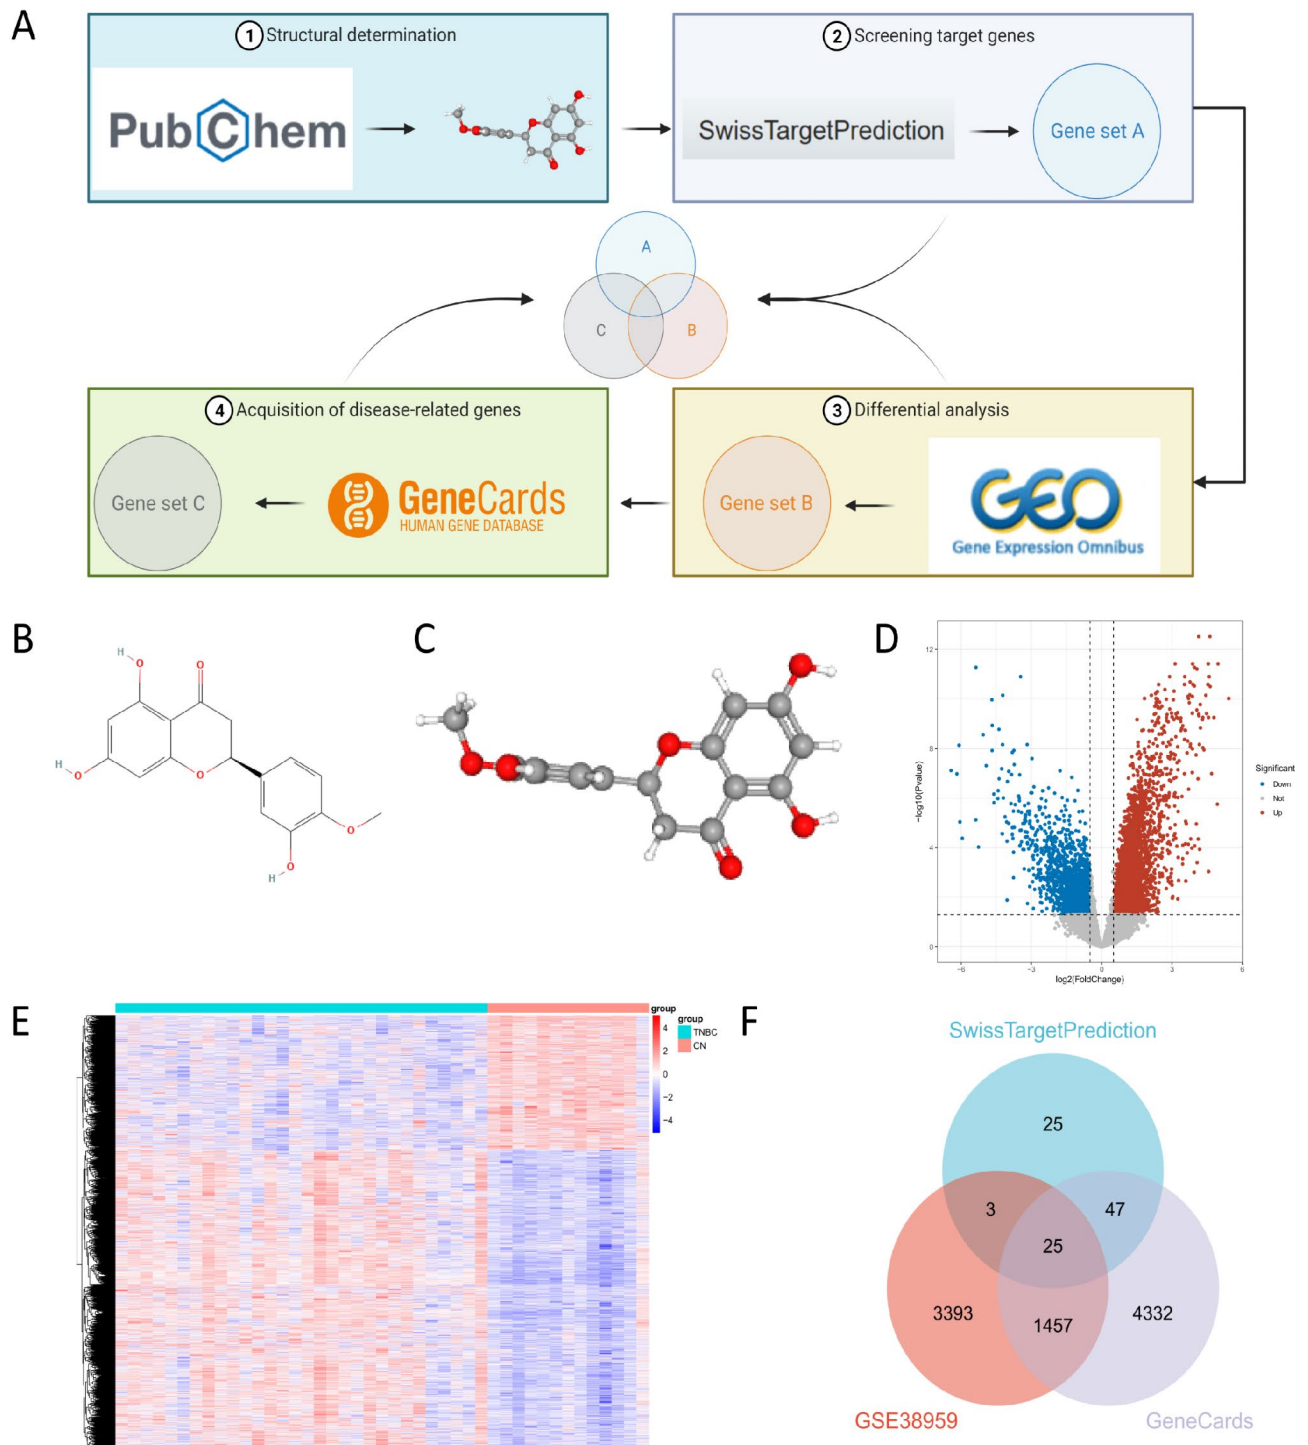 A
1 Structural determination
PubChem
2 Screening target genes
SwissTargetPrediction
Gene set A
A
C
B
4 Acquisition of disease-related genes
Gene set C
GeneCards
HUMAN GENE DATABASE
3 Differential analysis
Gene set B
GEO
Gene Expression Omnibus
B
H
O
O
H
O
O
O
O
H
C
D
12
8
4
0
−log10(Pvalue)
-6
-3
0
3
6
log2(FoldChange)
Significant
Down
Not
Up
E
group
4
2
0
−2
−4
group
TNBC
CN
F
SwissTargetPrediction
25
3
47
25
3393
1457
4332
GSE38959
GeneCards